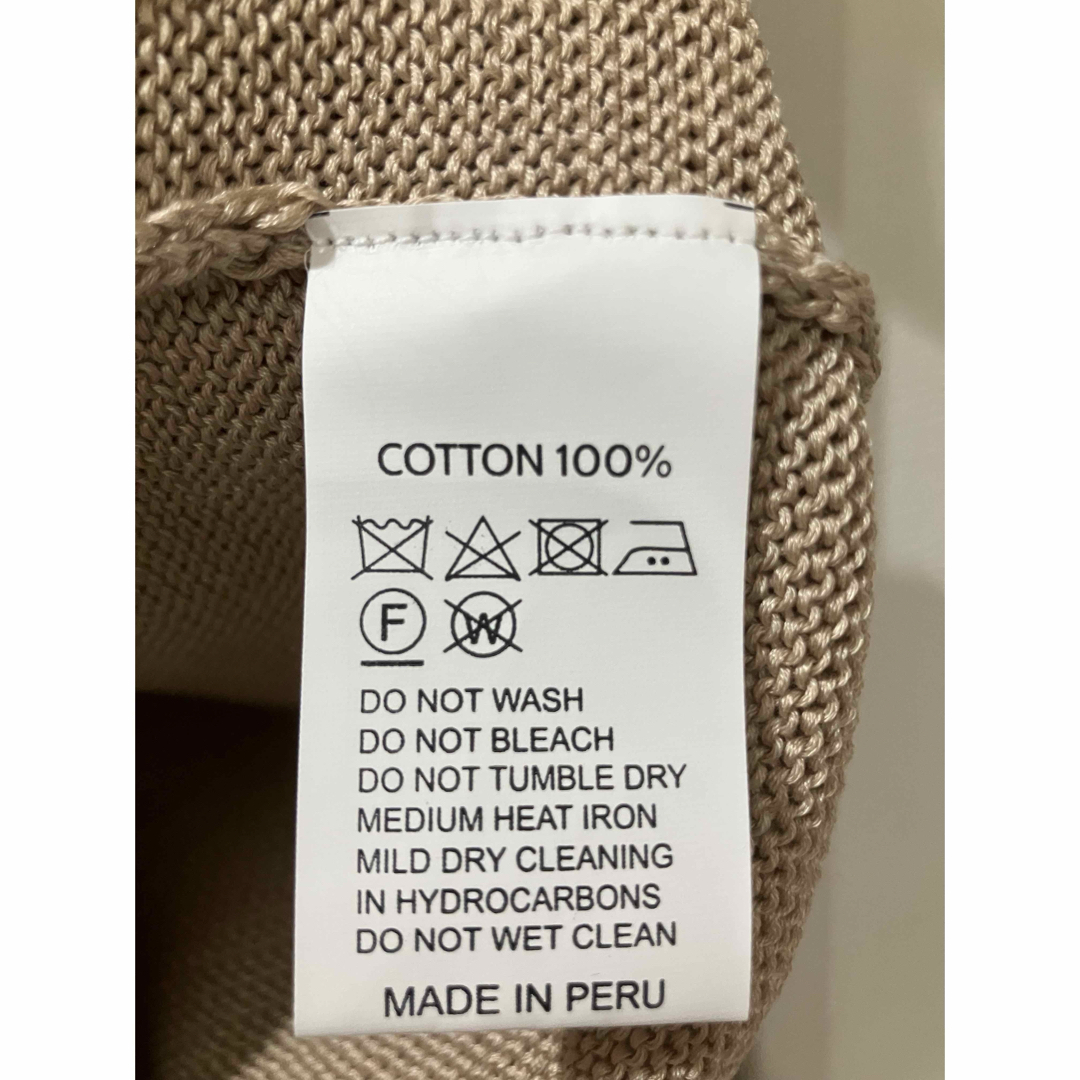 COTTON 100%
F W
DO NOT WASH
DO NOT BLEACH
DO NOT TUMBLE DRY
MEDIUM HEAT IRON
MILD DRY CLEANING
IN HYDROCARBONS
DO NOT WET CLEAN
MADE IN PERU